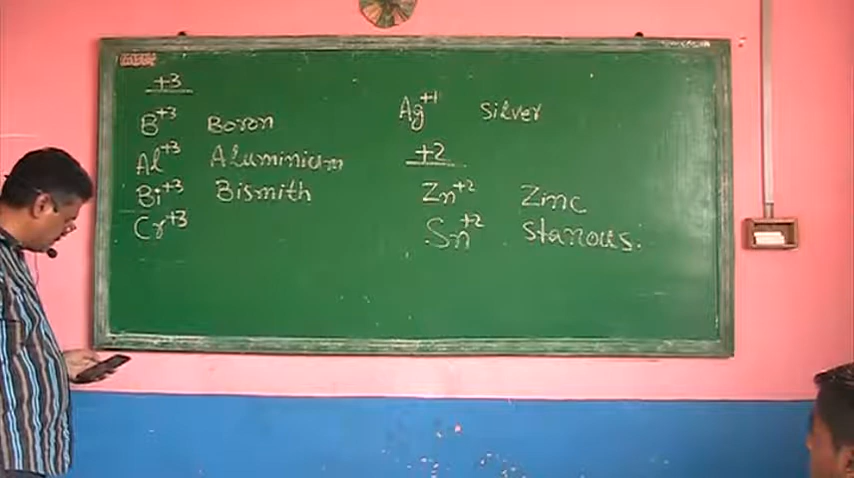 +3
B+3 Boron
Al+3 Aluminium
Bi+3 Bismith
Cr+3
Ag+1 Silver
+2
Zn+2 Zinc
Sn+2 Stanous.